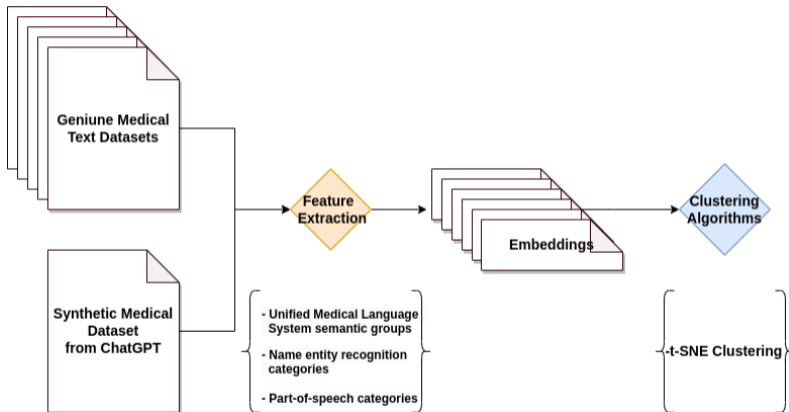 Geniune Medical
Text Datasets
Synthetic Medical
Dataset
from ChatGPT
Feature
Extraction
- Unified Medical Language
System semantic groups
- Name entity recognition
categories
- Part-of-speech categories
Embeddings
Clustering
Algorithms
-t-SNE Clustering